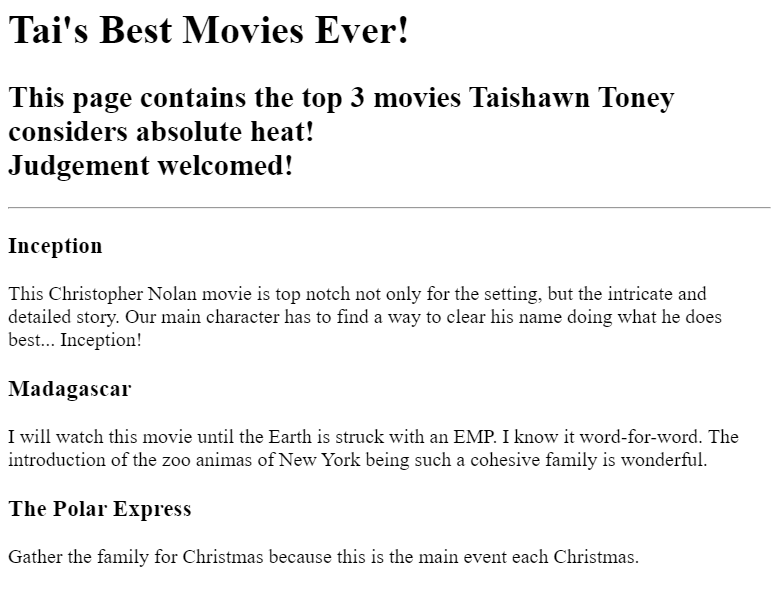 Tai's Best Movies Ever!
This page contains the top 3 movies Taishawn Toney
considers absolute heat!
Judgement welcomed!
Inception
This Christopher Nolan movie is top notch not only for the setting, but the intricate and
detailed story. Our main character has to find a way to clear his name doing what he does
best... Inception!
Madagascar
I will watch this movie until the Earth is struck with an EMP. I know it word-for-word. The
introduction of the zoo animas of New York being such a cohesive family is wonderful.
The Polar Express
Gather the family for Christmas because this is the main event each Christmas.